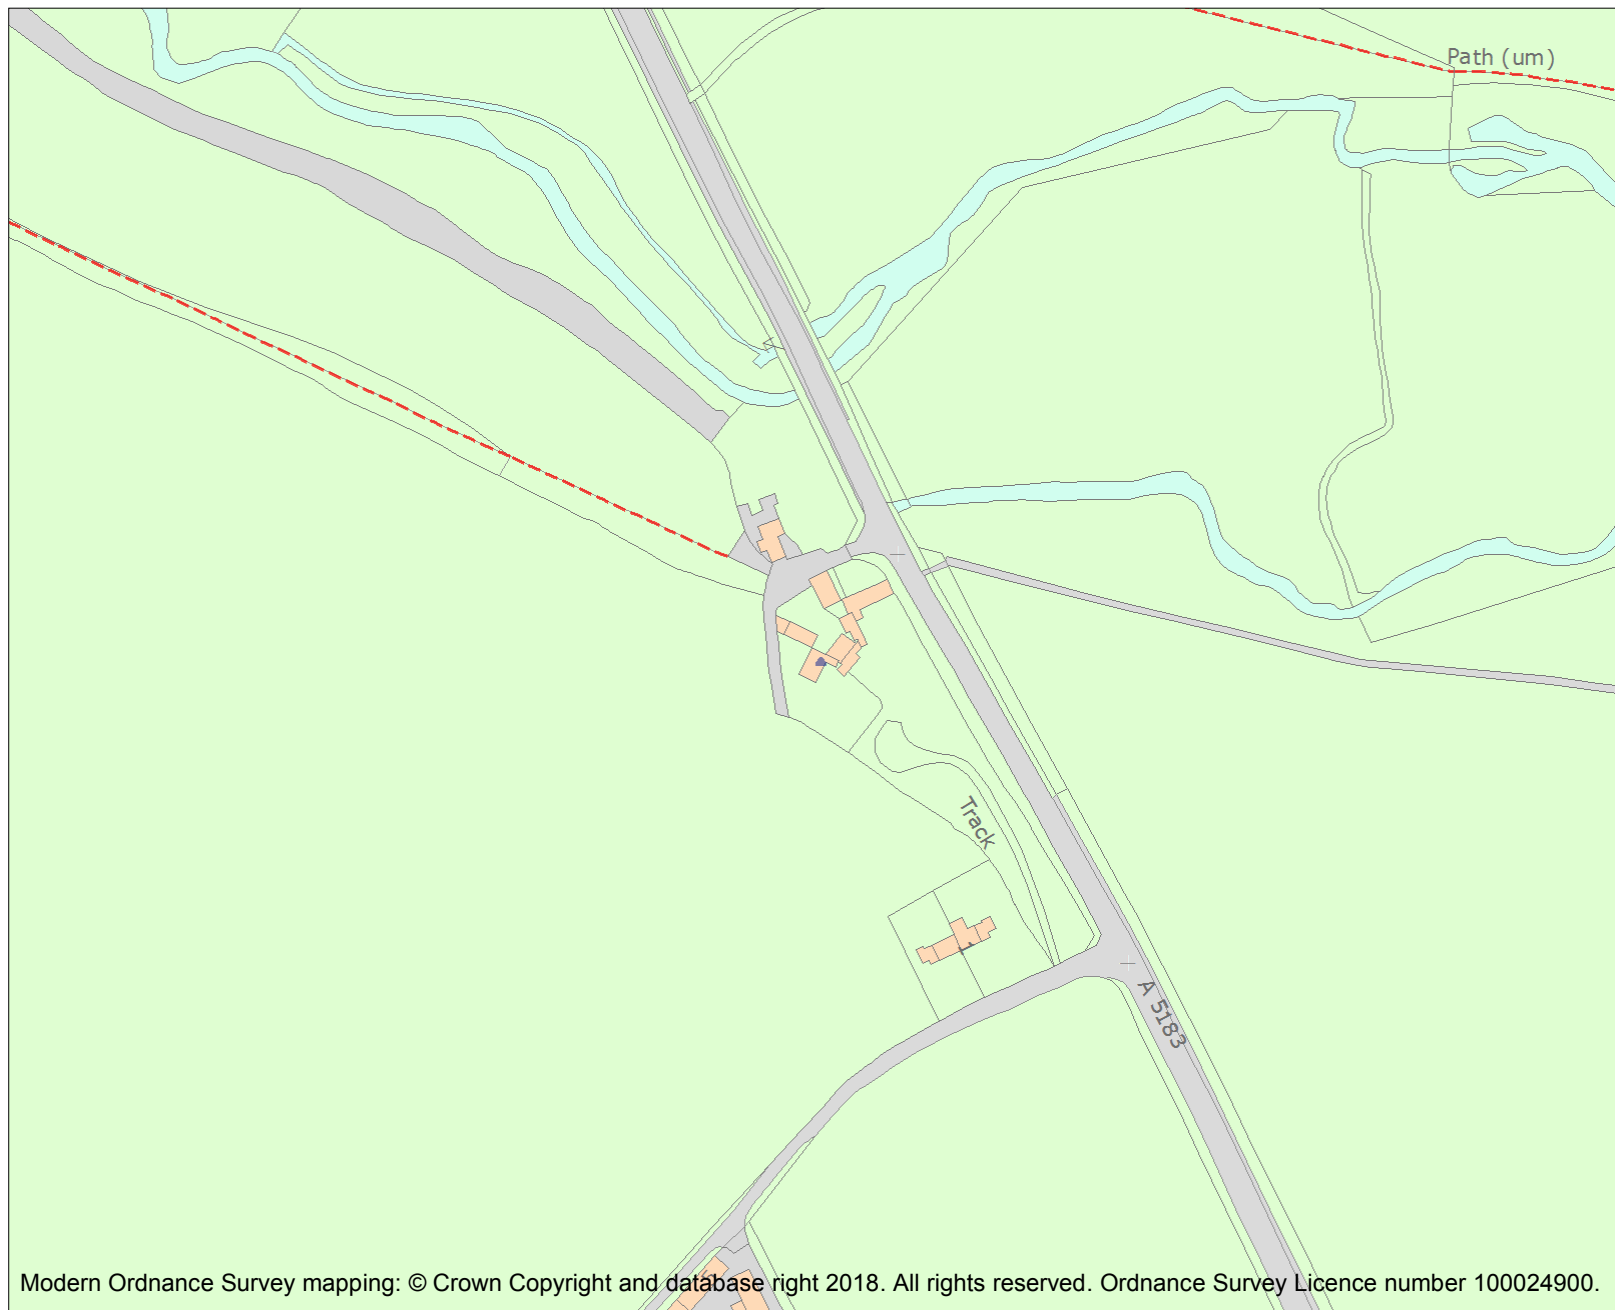 Path (um)
Track
1
A 5183
Modern Ordnance Survey mapping: © Crown Copyright and database right 2018. All rights reserved. Ordnance Survey Licence number 100024900.